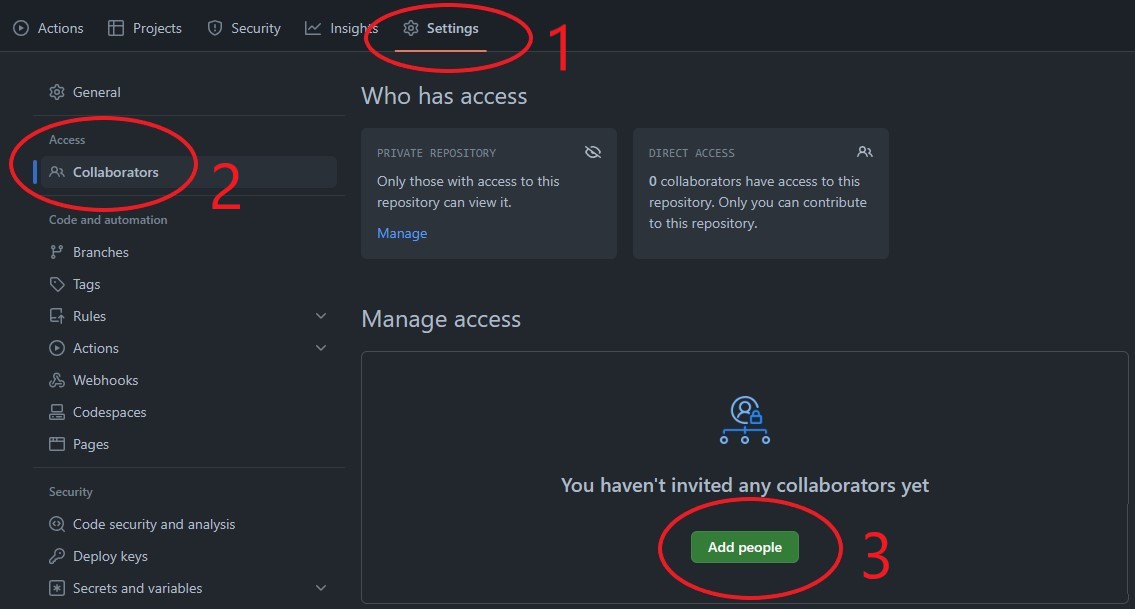 Actions Projects Security Insights Settings 1
General
Access
Collaborators 2
Code and automation
Branches
Tags
Rules
Actions
Webhooks
Codespaces
Pages
Security
Code security and analysis
Deploy keys
Secrets and variables
Who has access
PRIVATE REPOSITORY
Only those with access to this
repository can view it.
Manage
DIRECT ACCESS
0 collaborators have access to this
repository. Only you can contribute
to this repository.
Manage access
You haven't invited any collaborators yet
Add people 3